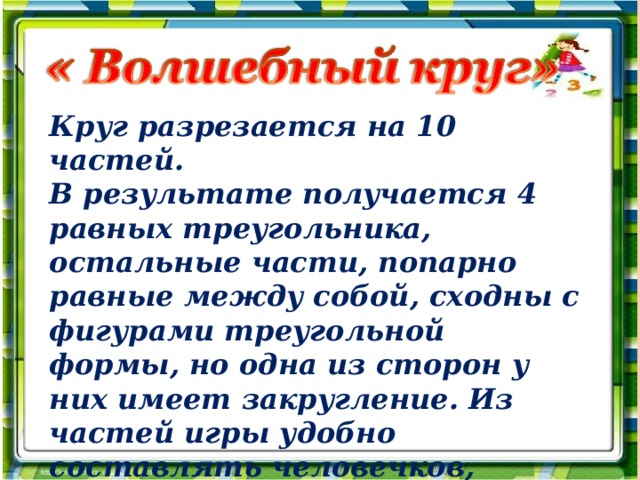 « Волшебный круг»
Круг разрезается на 10
частей.
В результате получается 4
равных треугольника,
остальные части, попарно
равные между собой, сходны с
фигурами треугольной
формы, но одна из сторон у
них имеет закругление. Из
частей игры удобно
составлять человечков,